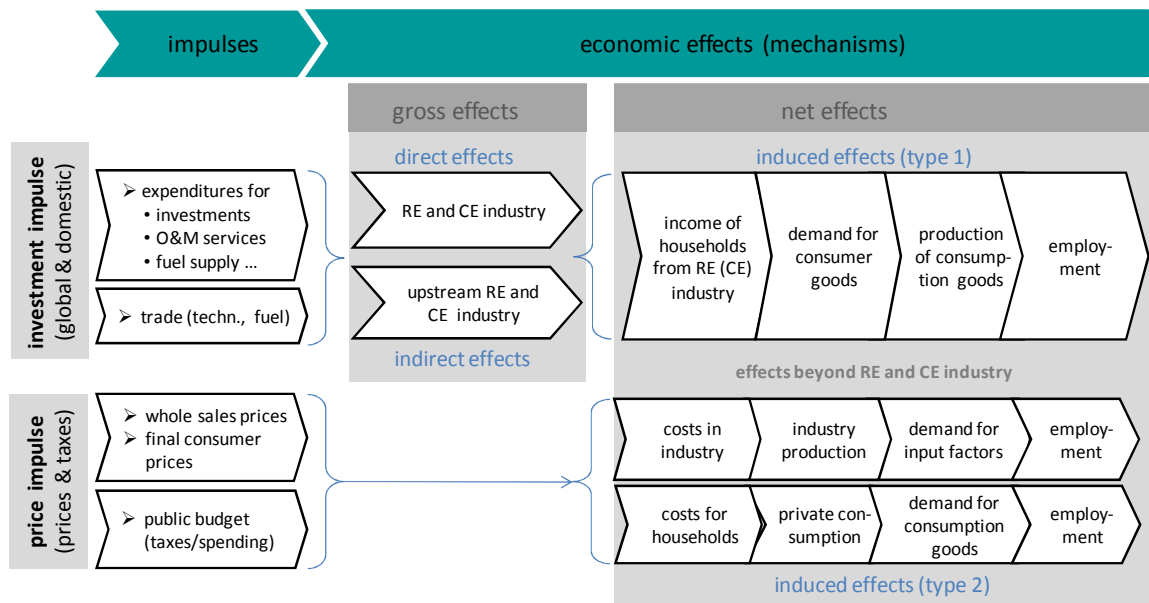 impulses
economic effects (mechanisms)
gross effects
net effects
investment impulse
(global & domestic)
➢ expenditures for
• investments
• O&M services
• fuel supply ...
➢ trade (techn., fuel)
direct effects
RE and CE industry
upstream RE and
CE industry
indirect effects
induced effects (type 1)
income of
households
from RE (CE)
industry
demand for
consumer
goods
production
of consump-
tion goods
employ-
ment
effects beyond RE and CE industry
price impulse
(prices & taxes)
➢ whole sales prices
➢ final consumer
prices
➢ public budget
(taxes/spending)
costs in
industry
industry
production
demand for
input factors
employ-
ment
costs for
households
private con-
sumption
demand for
consumption
goods
employ-
ment
induced effects (type 2)